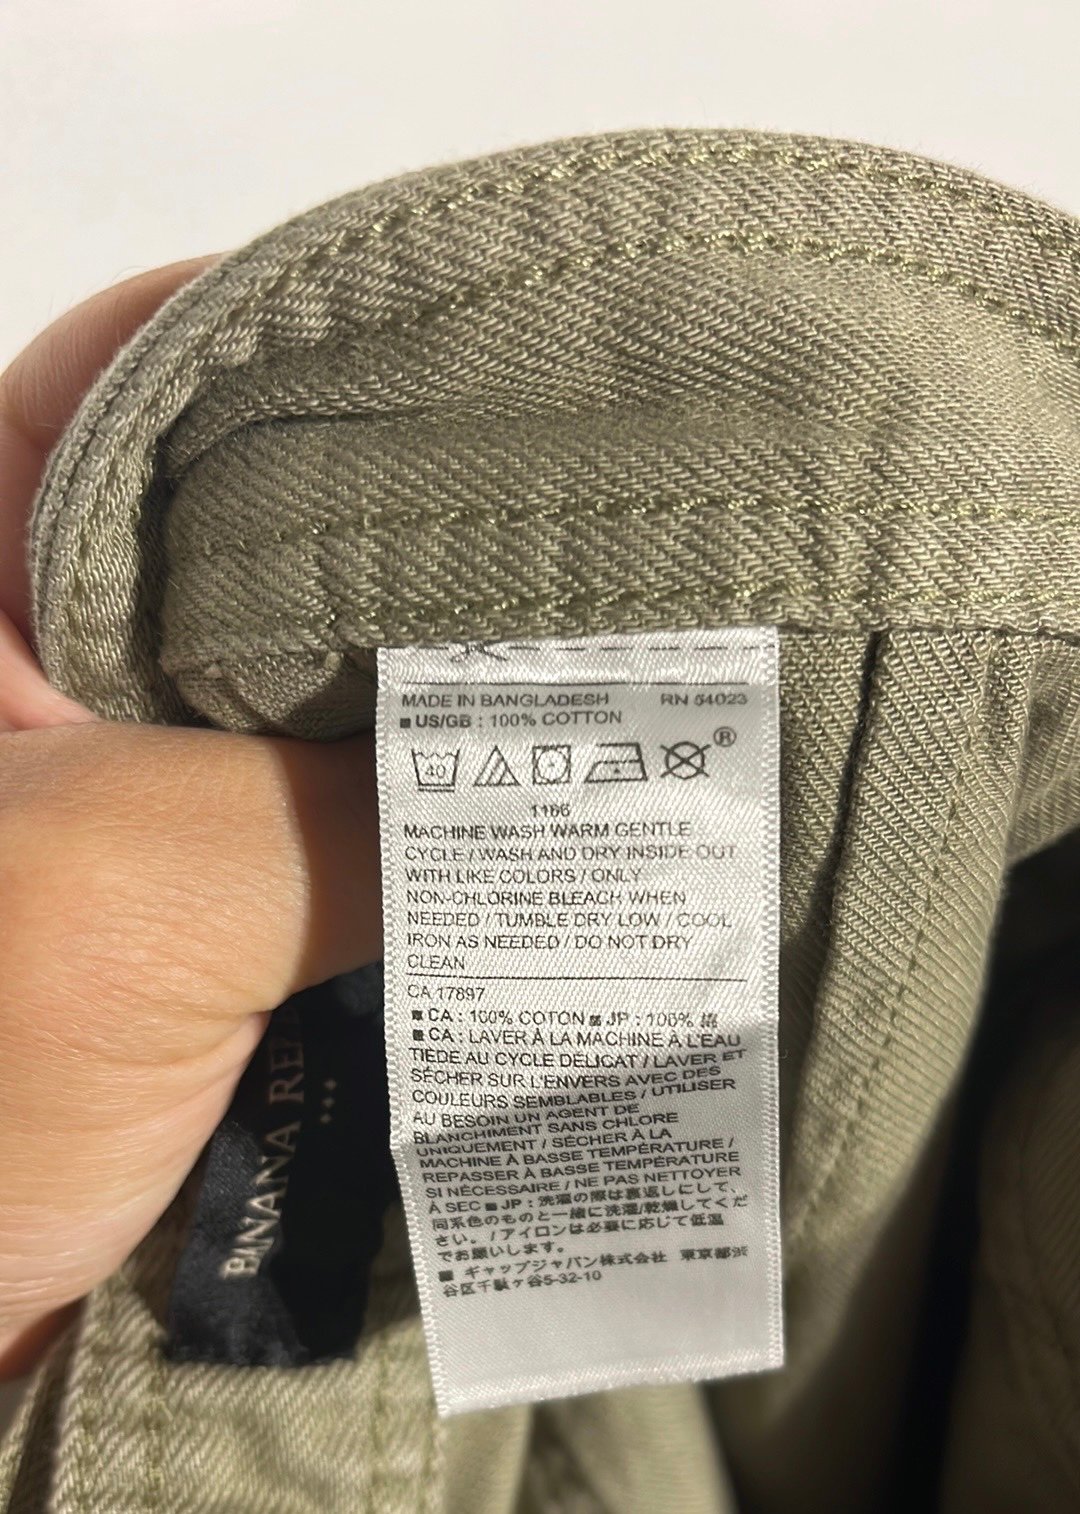 MADE IN BANGLADESH RN 54023
■ US/GB : 100% COTTON
40
®
1166
MACHINE WASH WARM GENTLE
CYCLE / WASH AND DRY INSIDE OUT
WITH LIKE COLORS / ONLY
NON-CHLORINE BLEACH WHEN
NEEDED / TUMBLE DRY LOW / COOL
IRON AS NEEDED / DO NOT DRY
CLEAN
CA 17897
■ CA : 100% COTON ■ JP : 100% 綿
■ CA : LAVER À LA MACHINE À L'EAU
TIÈDE AU CYCLE DÉLICAT / LAVER ET
SÉCHER SUR L'ENVERS AVEC DES
COULEURS SEMBLABLES / UTILISER
AU BESOIN UN AGENT DE
BLANCHIMENT SANS CHLORE
UNIQUEMENT / SÉCHER À LA
MACHINE À BASSE TEMPÉRATURE /
REPASSER À BASSE TEMPÉRATURE
SI NÉCESSAIRE / NE PAS NETTOYER
À SEC ■ JP : 洗濯の際は裏返しにして、
同系色のものと一緒に洗濯/乾燥してくだ
さい。/ アイロンは必要に応じて低温
でお願いします。
■ ギャップジャパン株式会社 東京都渋
谷区千駄ヶ谷5-32-10
BANANA